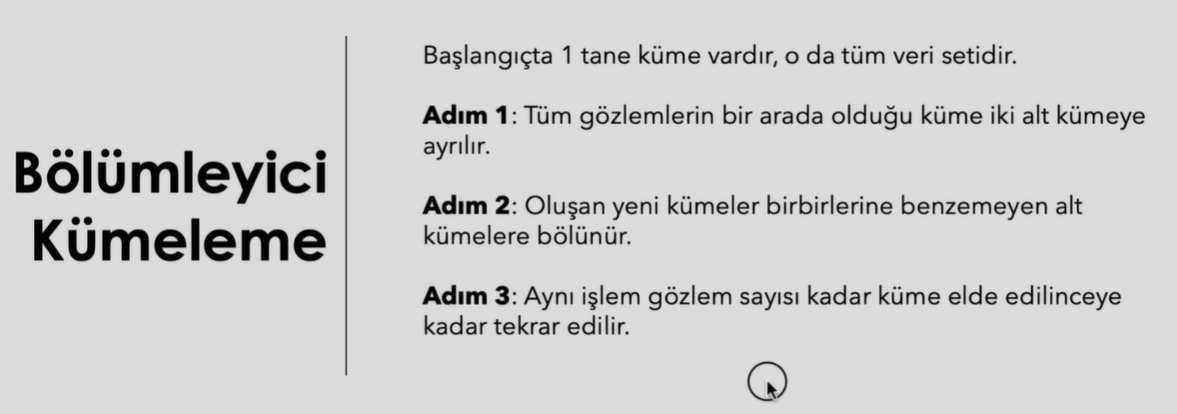 Bölümleyici
Kümeleme
Başlangıçta 1 tane küme vardır, o da tüm veri setidir.
Adım 1: Tüm gözlemlerin bir arada olduğu küme iki alt kümeye
ayrılır.
Adım 2: Oluşan yeni kümeler birbirlerine benzemeyen alt
kümelere bölünür.
Adım 3: Aynı işlem gözlem sayısı kadar küme elde edilinceye
kadar tekrar edilir.